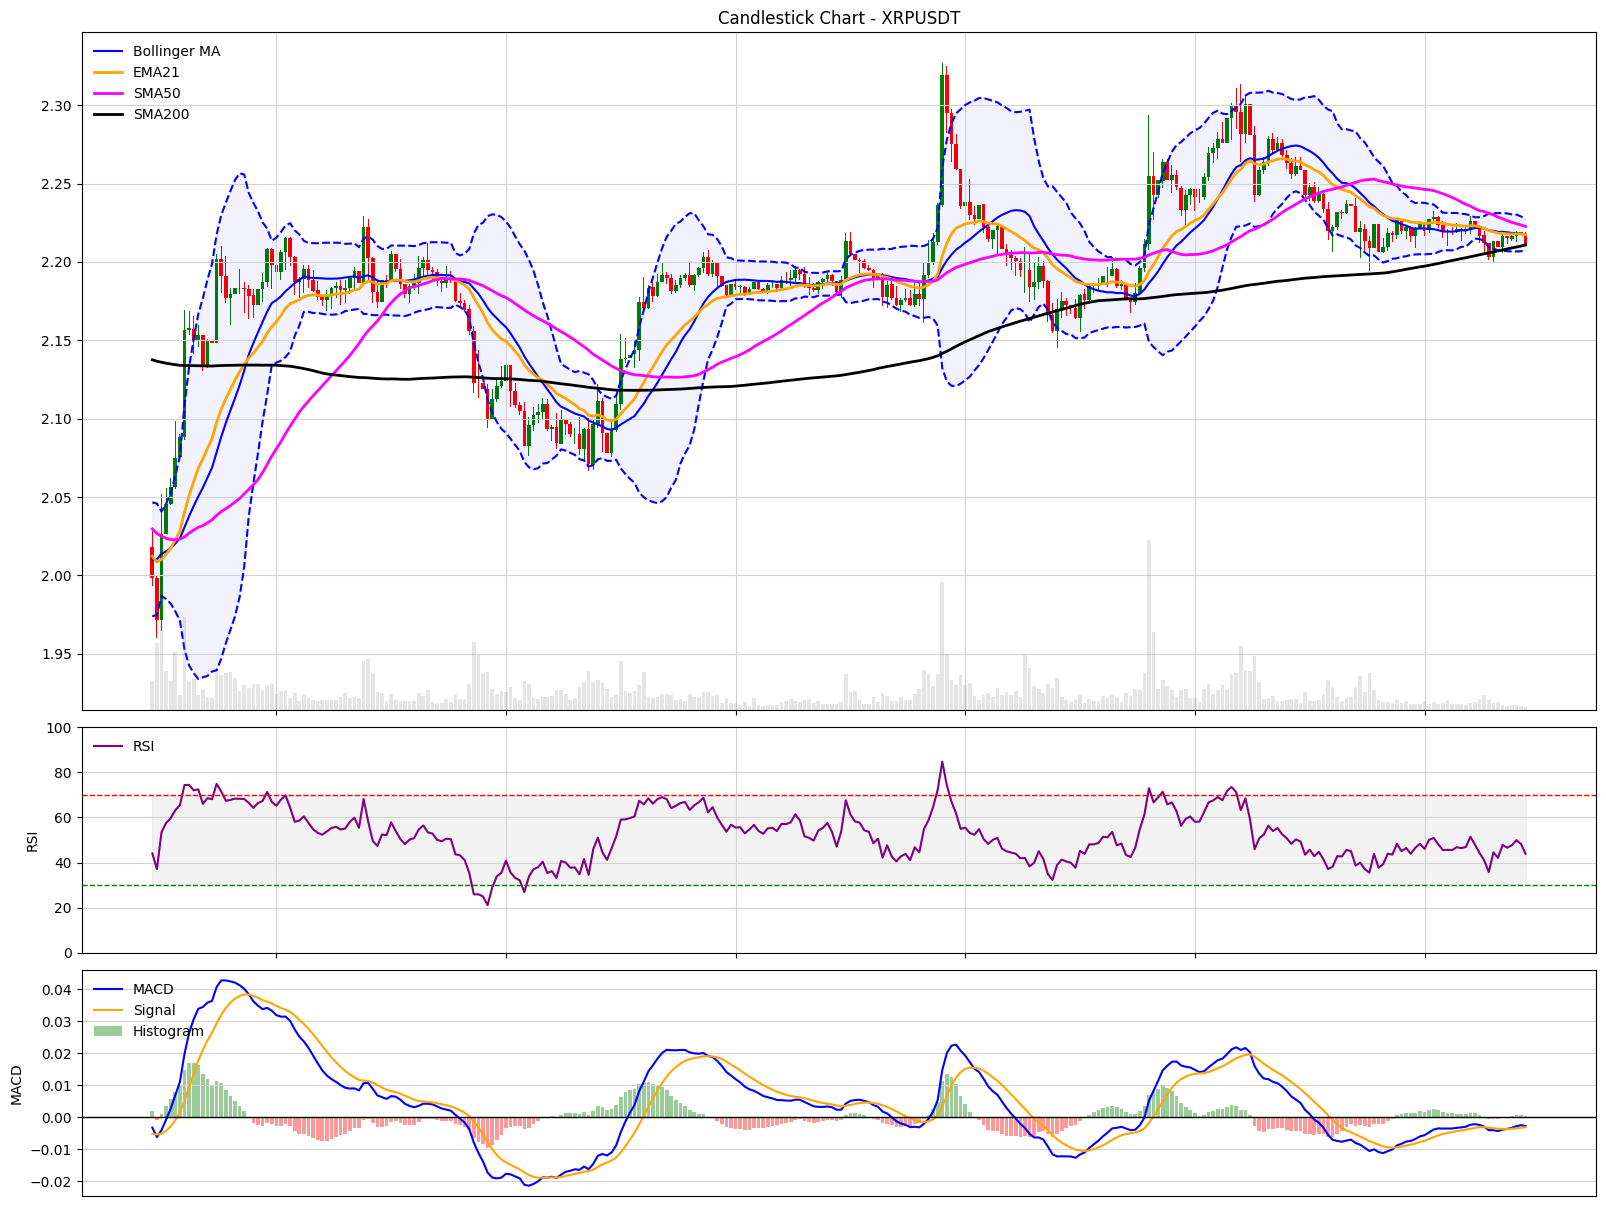 Candlestick Chart - XRPUSDT
Bollinger MA
EMA21
SMA50
SMA200
2.30
2.25
2.20
2.15
2.10
2.05
2.00
1.95
RSI
100
80
60
40
20
0
RSI
MACD
Signal
Histogram
0.04
0.03
0.02
0.01
0.00
−0.01
−0.02
MACD